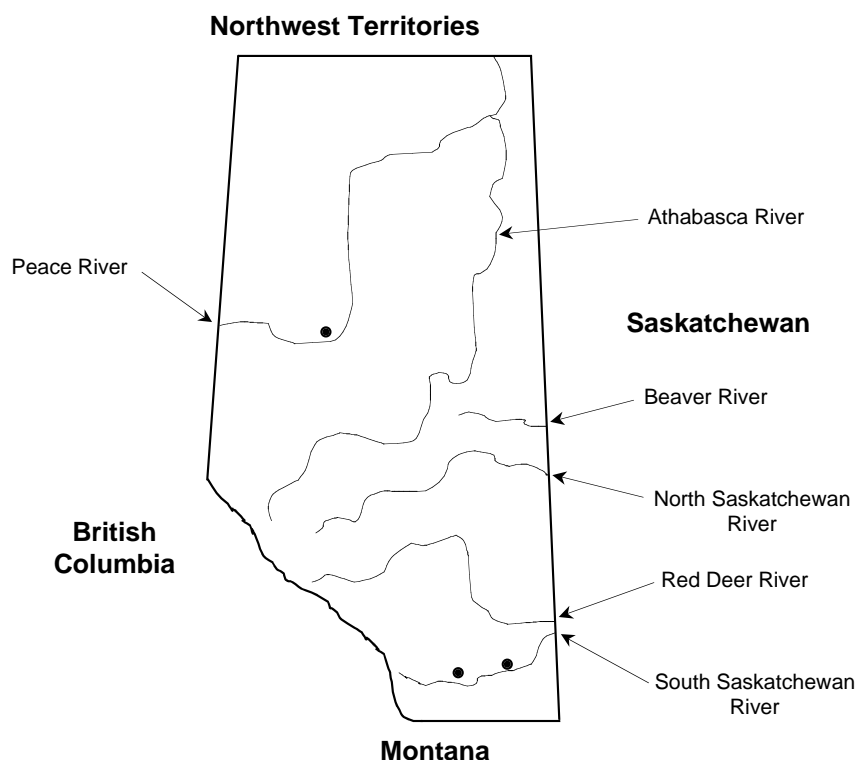 Northwest Territories
Athabasca River
Peace River
Saskatchewan
Beaver River
North Saskatchewan
River
British
Columbia
Red Deer River
South Saskatchewan
River
Montana